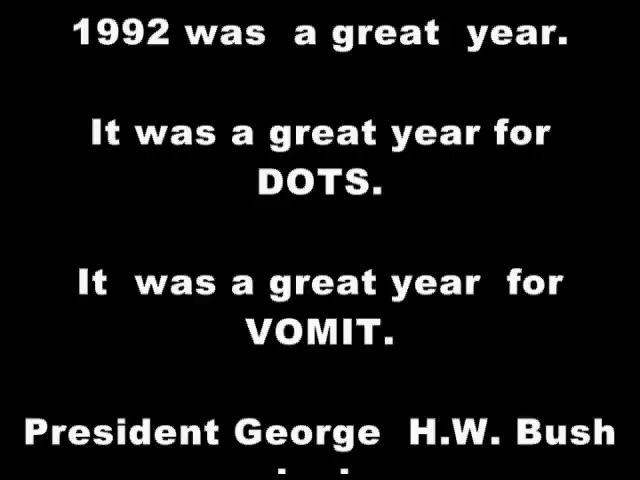 1992 was a great year.
It was a great year for
DOTS.
It was a great year for
VOMIT.
President George H.W. Bush